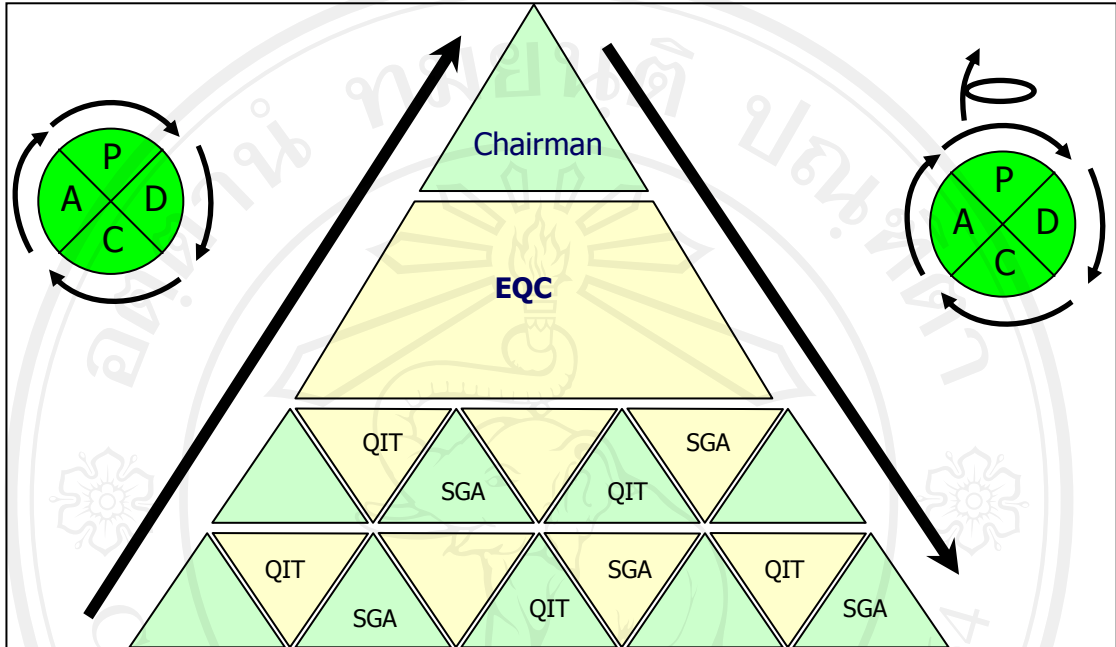 Chairman
P
A D
C
P
A D
C
EQC
QIT SGA
SGA QIT
QIT SGA QIT
SGA QIT SGA